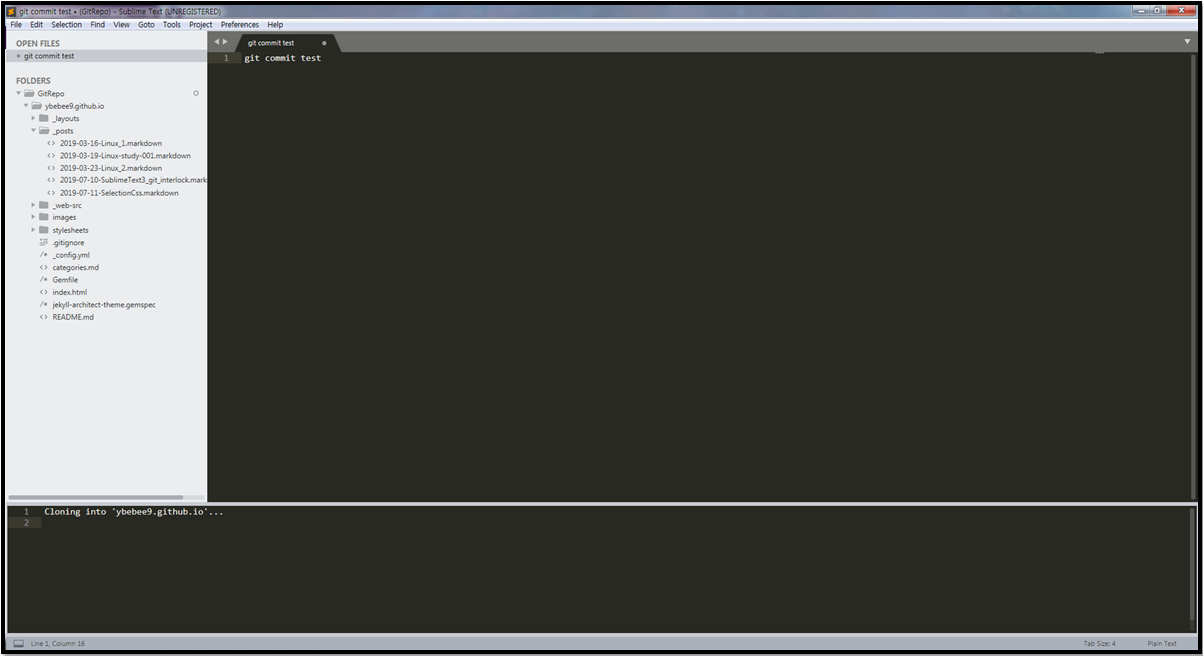 git commit test • (GitRepo) - Sublime Text (UNREGISTERED)
File Edit Selection Find View Goto Tools Project Preferences Help
OPEN FILES
git commit test
FOLDERS
GitRepo
ybebee9.github.io
_layouts
_posts
2019-03-16-Linux_1.markdown
2019-03-19-Linux-study-001.markdown
2019-03-23-Linux_2.markdown
2019-07-10-SublimeText3_git_interlock.mark
2019-07-11-SelectionCss.markdown
_web-src
images
stylesheets
.gitignore
_config.yml
categories.md
Gemfile
index.html
jekyll-architect-theme.gemspec
README.md
git commit test
1 git commit test
1 Cloning into 'ybebee9.github.io'...
2
Line 1, Column 16 Tab Size: 4 Plain Text